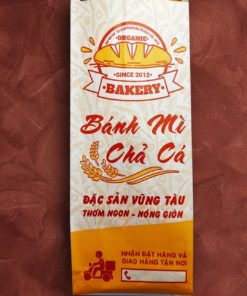 ORGANIC
• SINCE 2012 •
• BAKERY •
Bánh Mì
Chả Cá
ĐẶC SẢN VŨNG TÀU
THƠM NGON - NÓNG GIÒN
NHẬN ĐẶT HÀNG VÀ
GIAO HÀNG TẬN NƠI